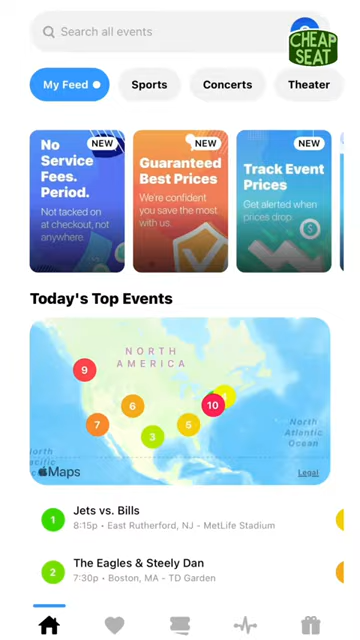 Search all events
CHEAP
SEAT
My Feed
Sports
Concerts
Theater
NEW
No
Service
Fees.
Period.
Not tacked on
at checkout, not
anywhere.
NEW
Guaranteed
Best Prices
We're confident
you save the most
with us.
NEW
Track Event
Prices
Get alerted when
prices drop.
Today's Top Events
NORTH
AMERICA
9
6
10
7
5
3
North
Atlantic
Ocean
North
Pacific
Ocean
Maps
Legal
1
Jets vs. Bills
8:15p • East Rutherford, NJ - MetLife Stadium
2
The Eagles & Steely Dan
7:30p • Boston, MA - TD Garden